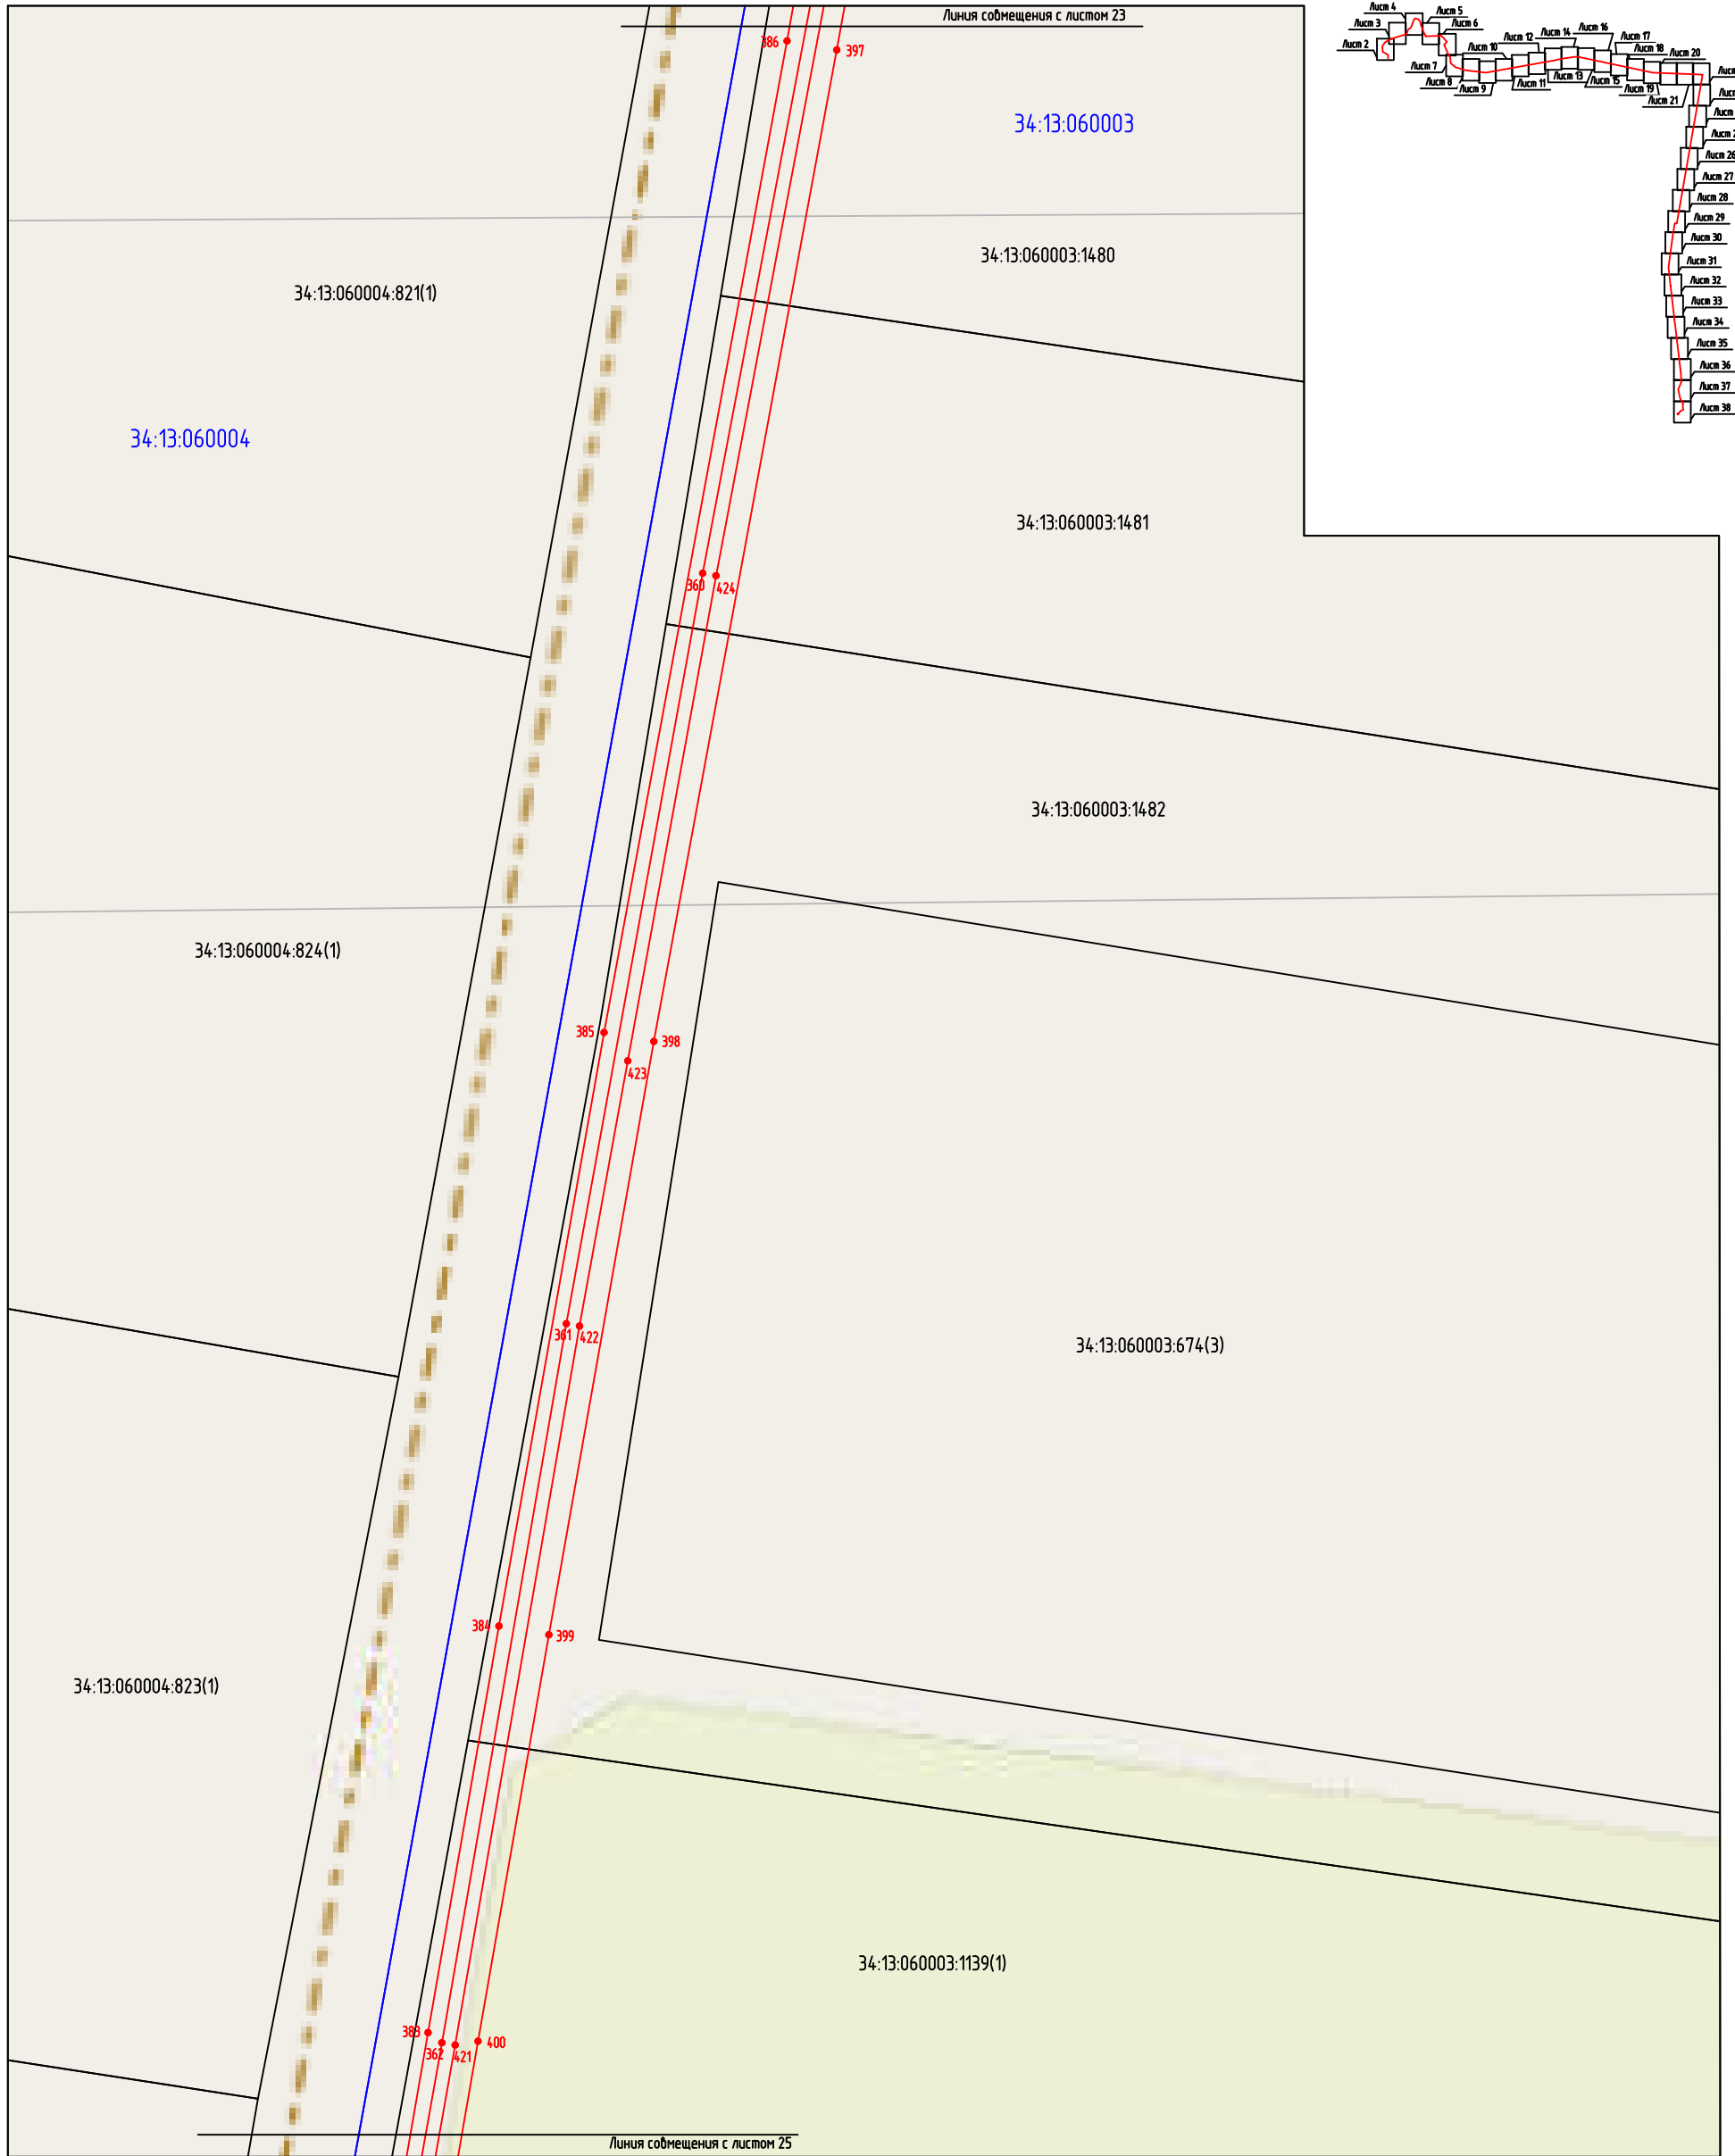 Линия совмещения с листом 23
386
397
34:13:060003
34:13:060003:1480
34:13:060004:821(1)
34:13:060004
34:13:060003:1481
360
424
34:13:060003:1482
34:13:060004:824(1)
385
398
423
361
422
34:13:060003:674(3)
384
399
34:13:060004:823(1)
34:13:060003:1139(1)
383
362
421
400
Линия совмещения с листом 25
Лист 2
Лист 3
Лист 4
Лист 5
Лист 6
Лист 7
Лист 8
Лист 9
Лист 10
Лист 11
Лист 12
Лист 13
Лист 14
Лист 15
Лист 16
Лист 17
Лист 18
Лист 19
Лист 20
Лист 21
Лист
Лист
Лист
Лист 2
Лист 26
Лист 27
Лист 28
Лист 29
Лист 30
Лист 31
Лист 32
Лист 33
Лист 34
Лист 35
Лист 36
Лист 37
Лист 38